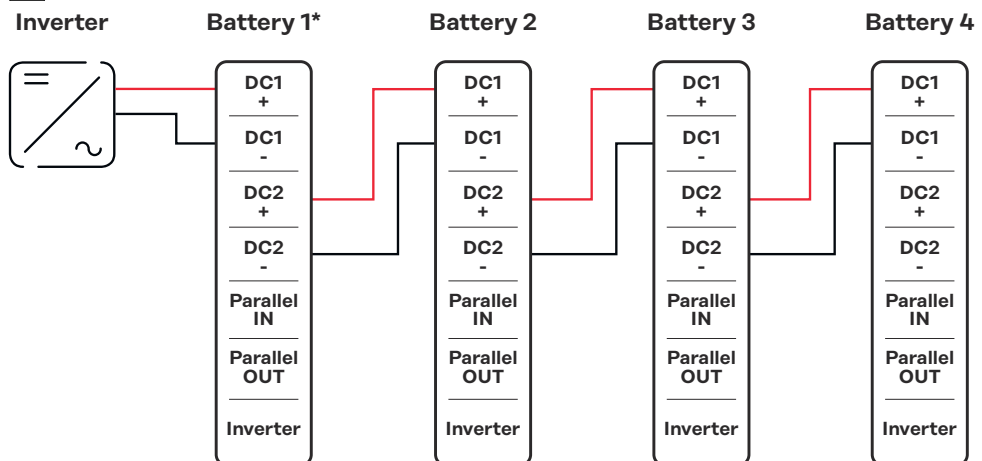 Inverter
Battery 1*
Battery 2
Battery 3
Battery 4
DC1
+
DC1
-
DC2
+
DC2
-
Parallel
IN
Parallel
OUT
Inverter
DC1
+
DC1
-
DC2
+
DC2
-
Parallel
IN
Parallel
OUT
Inverter
DC1
+
DC1
-
DC2
+
DC2
-
Parallel
IN
Parallel
OUT
Inverter
DC1
+
DC1
-
DC2
+
DC2
-
Parallel
IN
Parallel
OUT
Inverter